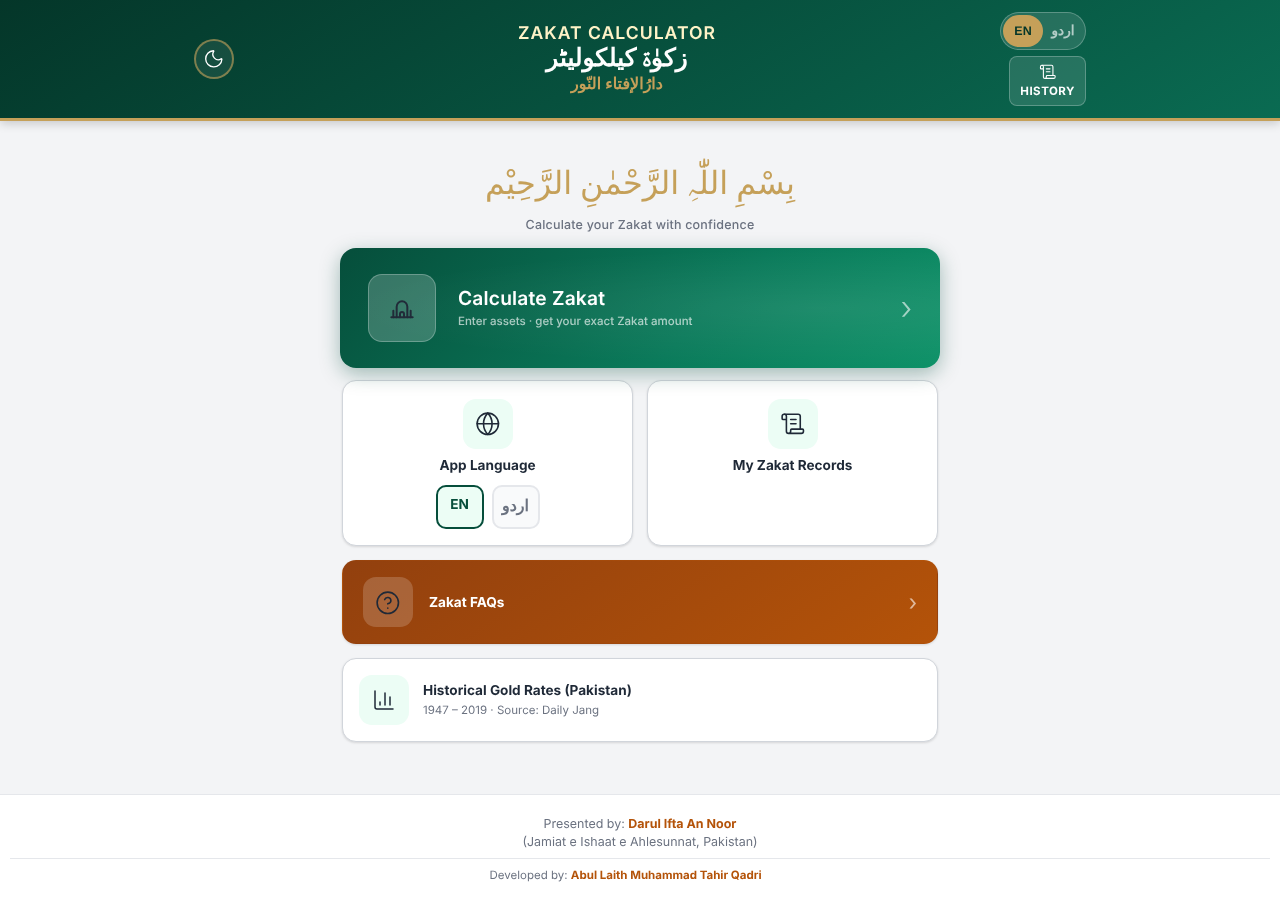 ZAKAT CALCULATOR
زکوٰۃ کیلکولیٹر
دارُالإفتاء النّور
EN اردو
HISTORY
بِسْمِ اللّٰہِ الرَّحْمٰنِ الرَّحِیْم
Calculate your Zakat with confidence
Calculate Zakat
Enter assets · get your exact Zakat amount
App Language
EN اردو
My Zakat Records
Zakat FAQs
Historical Gold Rates (Pakistan)
1947 – 2019 · Source: Daily Jang
Presented by: Darul Ifta An Noor
(Jamiat e Ishaat e Ahlesunnat, Pakistan)
Developed by: Abul Laith Muhammad Tahir Qadri